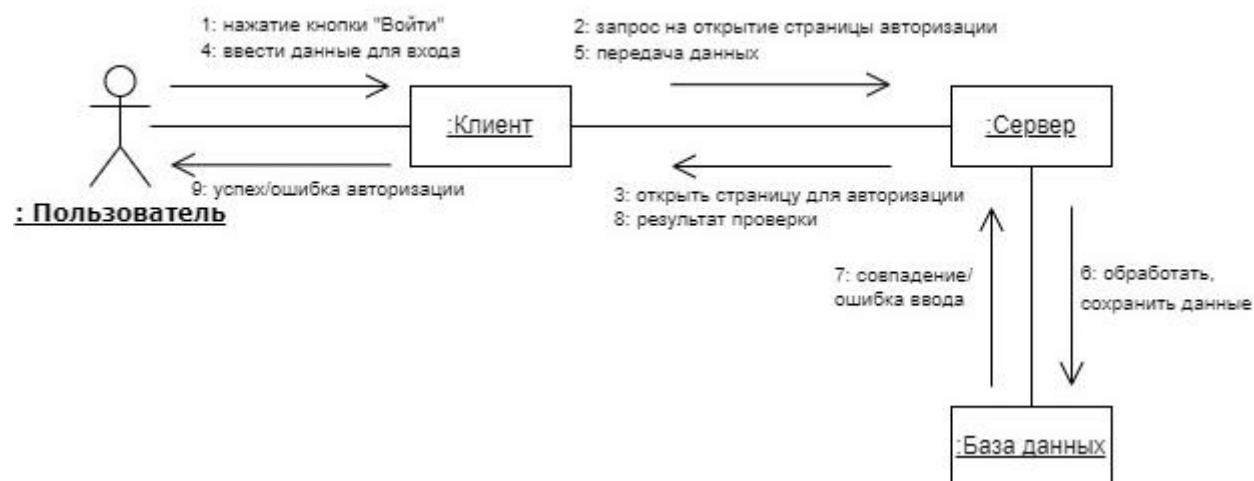 1: нажатие кнопки "Войти"
4: ввести данные для входа
2: запрос на открытие страницы авторизации
5: передача данных
:Клиент
:Сервер
9: успех/ошибка авторизации
: Пользователь
3: открыть страницу для авторизации
8: результат проверки
7: совпадение/
ошибка ввода
6: обработать,
сохранить данные
:База данных